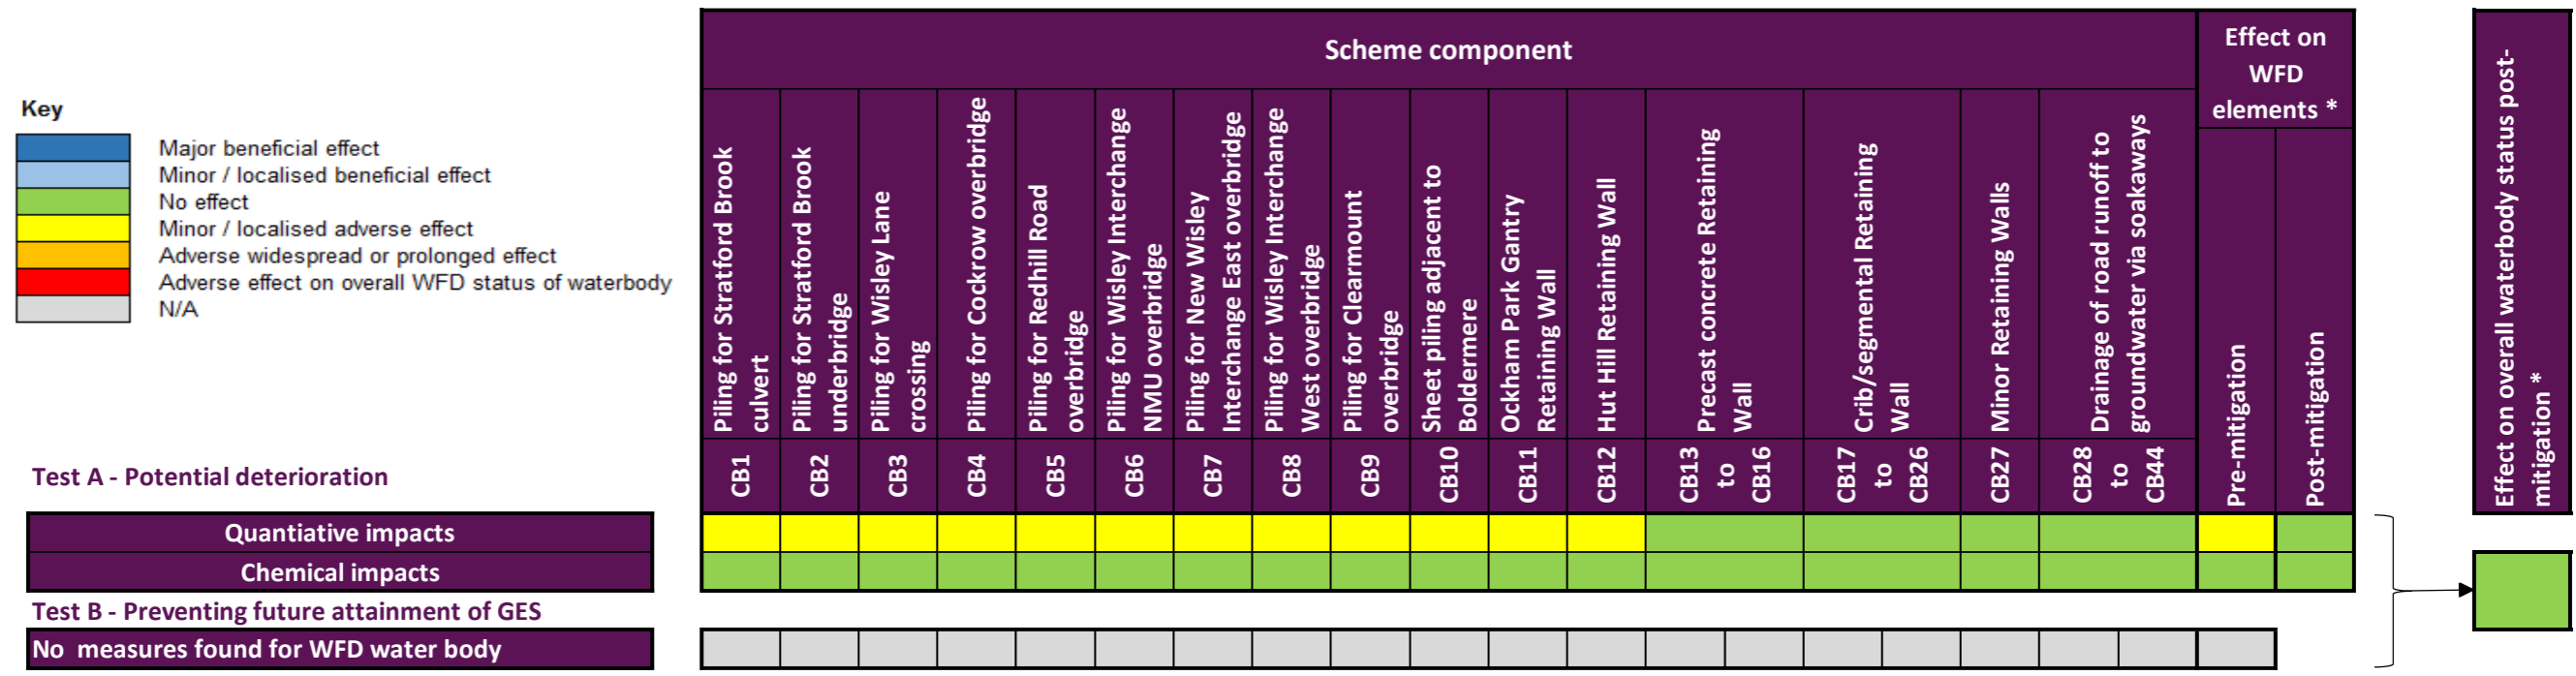 Key
Major beneficial effect
Minor / localised beneficial effect
No effect
Minor / localised adverse effect
Adverse widespread or prolonged effect
Adverse effect on overall WFD status of waterbody
N/A
Scheme component
Effect on
WFD
elements *
Piling for Stratford Brook
culvert
Piling for Stratford Brook
underbridge
Piling for Wisley Lane
crossing
Piling for Cockrow overbridge
Piling for Redhill Road
overbridge
Piling for Wisley Interchange
NMU overbridge
Piling for New Wisley
Interchange East overbridge
Piling for Wisley Interchange
West overbridge
Piling for Clearmount
overbridge
Sheet piling adjacent to
Boldermere
Ockham Park Gantry
Retaining Wall
Hut Hill Retaining Wall
Precast concrete Retaining
Wall
Crib/segmental Retaining
Wall
Minor Retaining Walls
Drainage of road runoff to
groundwater via soakaways
Pre-mitigation
Post-mitigation
Effect on overall waterbody status post-
mitigation *
CB1
CB2
CB3
CB4
CB5
CB6
CB7
CB8
CB9
CB10
CB11
CB12
CB13
to
CB16
CB17
to
CB26
CB27
CB28
to
CB44
Test A - Potential deterioration
Quantiative impacts
Chemical impacts
Test B - Preventing future attainment of GES
No measures found for WFD water body